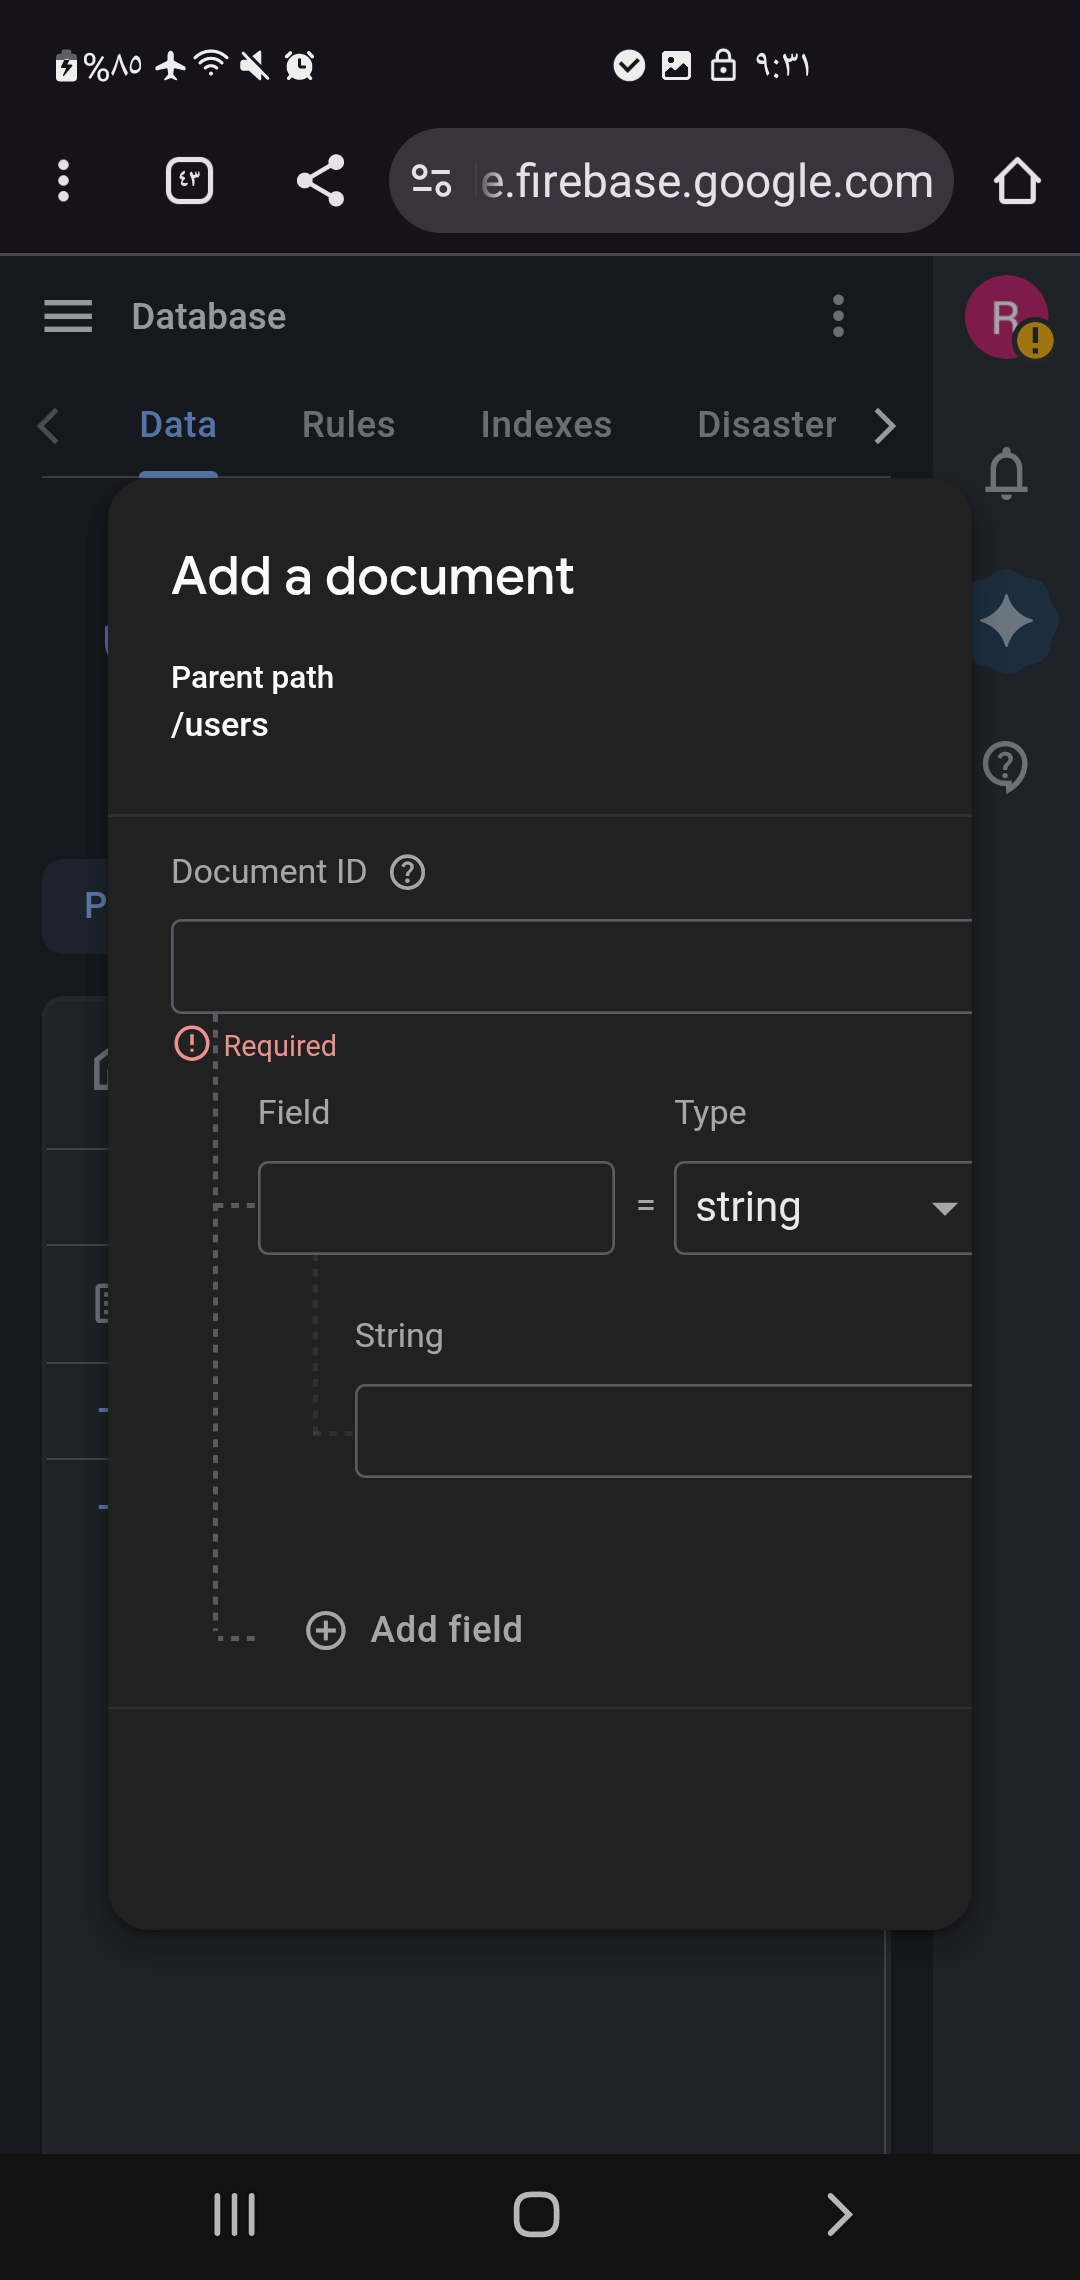 %٨٥
٩:٣١
٤٣
e.firebase.google.com
Database
R
Data Rules Indexes Disaster
Add a document
Parent path
/users
P
Document ID
Required
Field Type
= string
String
Add field